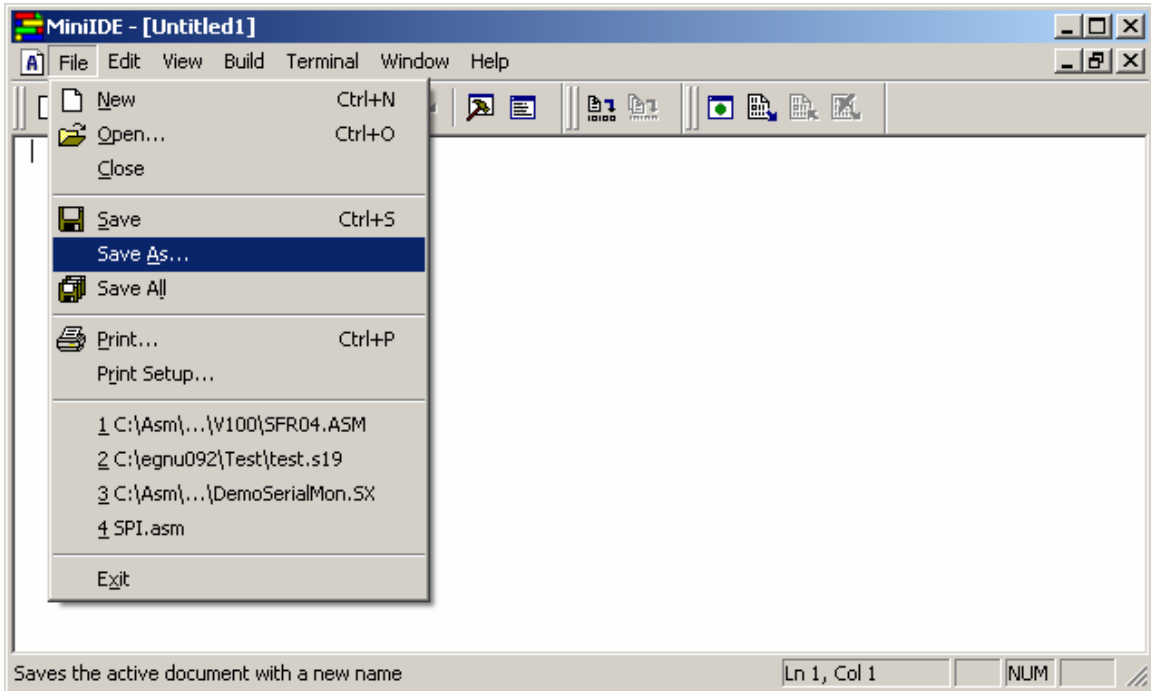 MiniIDE - [Untitled1]
File Edit View Build Terminal Window Help
New Ctrl+N
Open... Ctrl+O
Close
Save Ctrl+S
Save As...
Save All
Print... Ctrl+P
Print Setup...
1 C:\Asm\...\V100\SFR04.ASM
2 C:\egnu092\Test\test.s19
3 C:\Asm\...\DemoSerialMon.SX
4 SPI.asm
Exit
Saves the active document with a new name Ln 1, Col 1 NUM